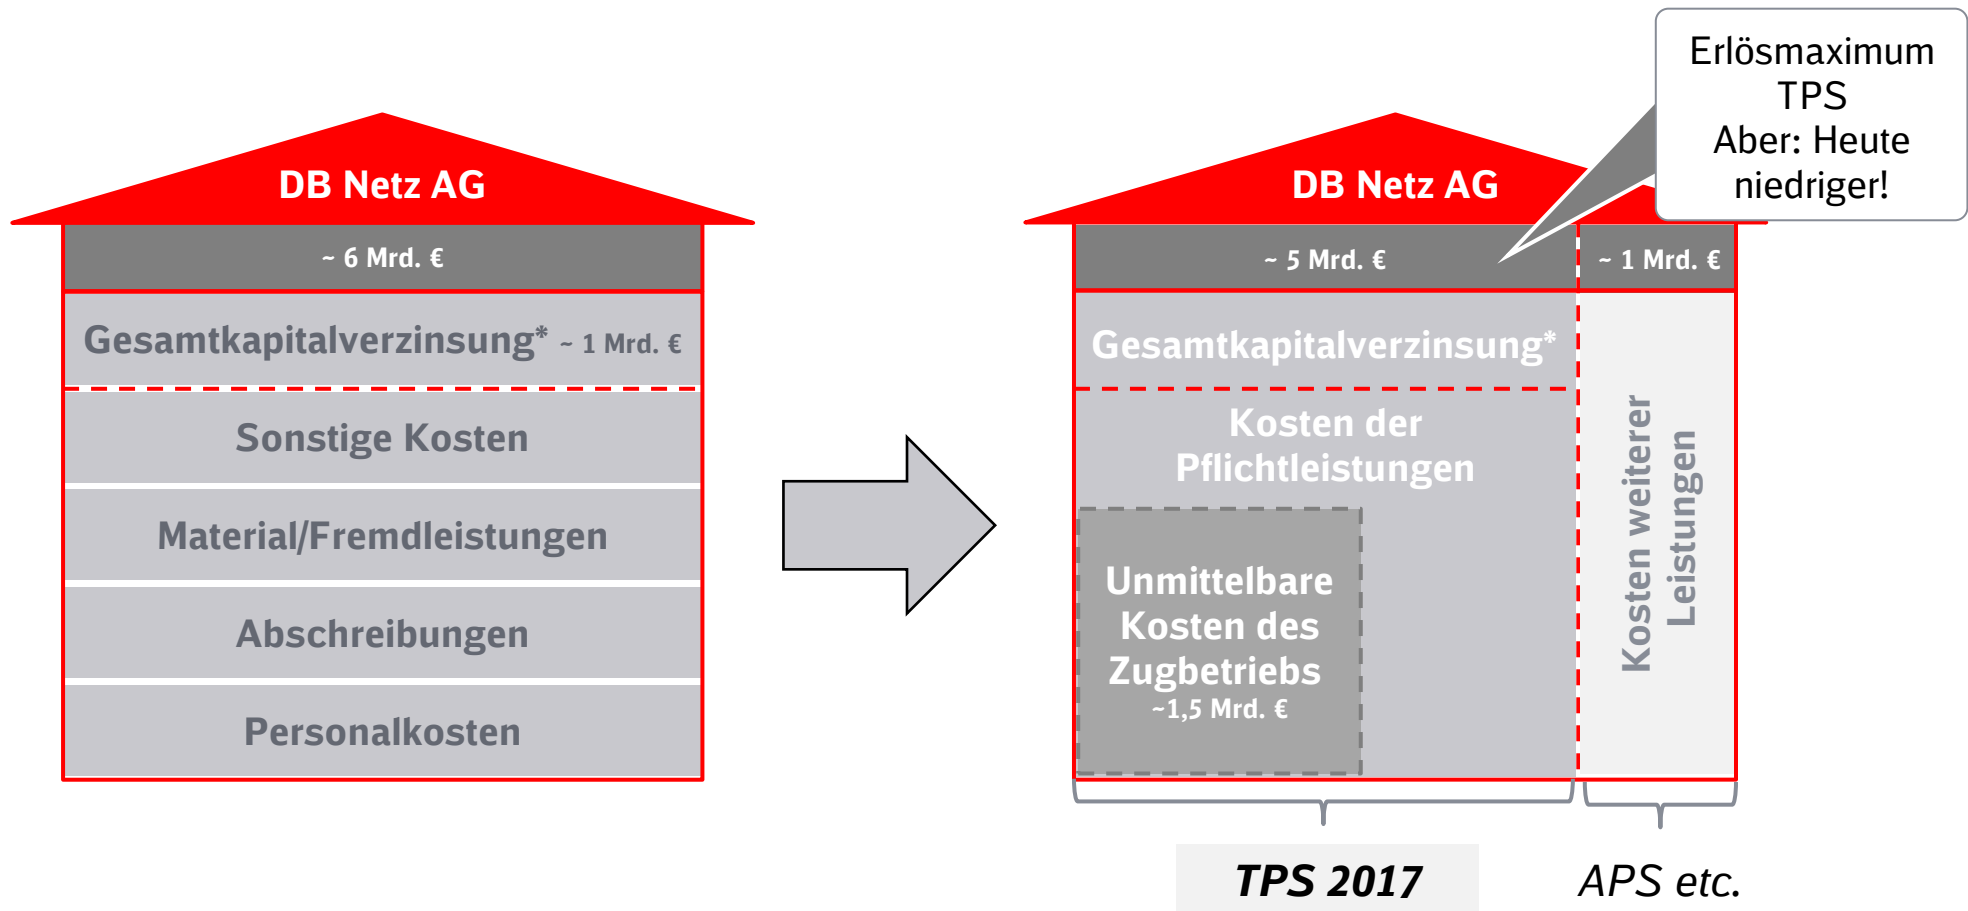 DB Netz AG
~ 6 Mrd. €
Gesamtkapitalverzinsung* ~ 1 Mrd. €
Sonstige Kosten
Material/Fremdleistungen
Abschreibungen
Personalkosten
Erlösmaximum
TPS
Aber: Heute
niedriger!
DB Netz AG
~ 5 Mrd. €
~ 1 Mrd. €
Gesamtkapitalverzinsung*
Kosten der
Pflichtleistungen
Unmittelbare
Kosten des
Zugbetriebs
~1,5 Mrd. €
Kosten weiterer
Leistungen
TPS 2017
APS etc.